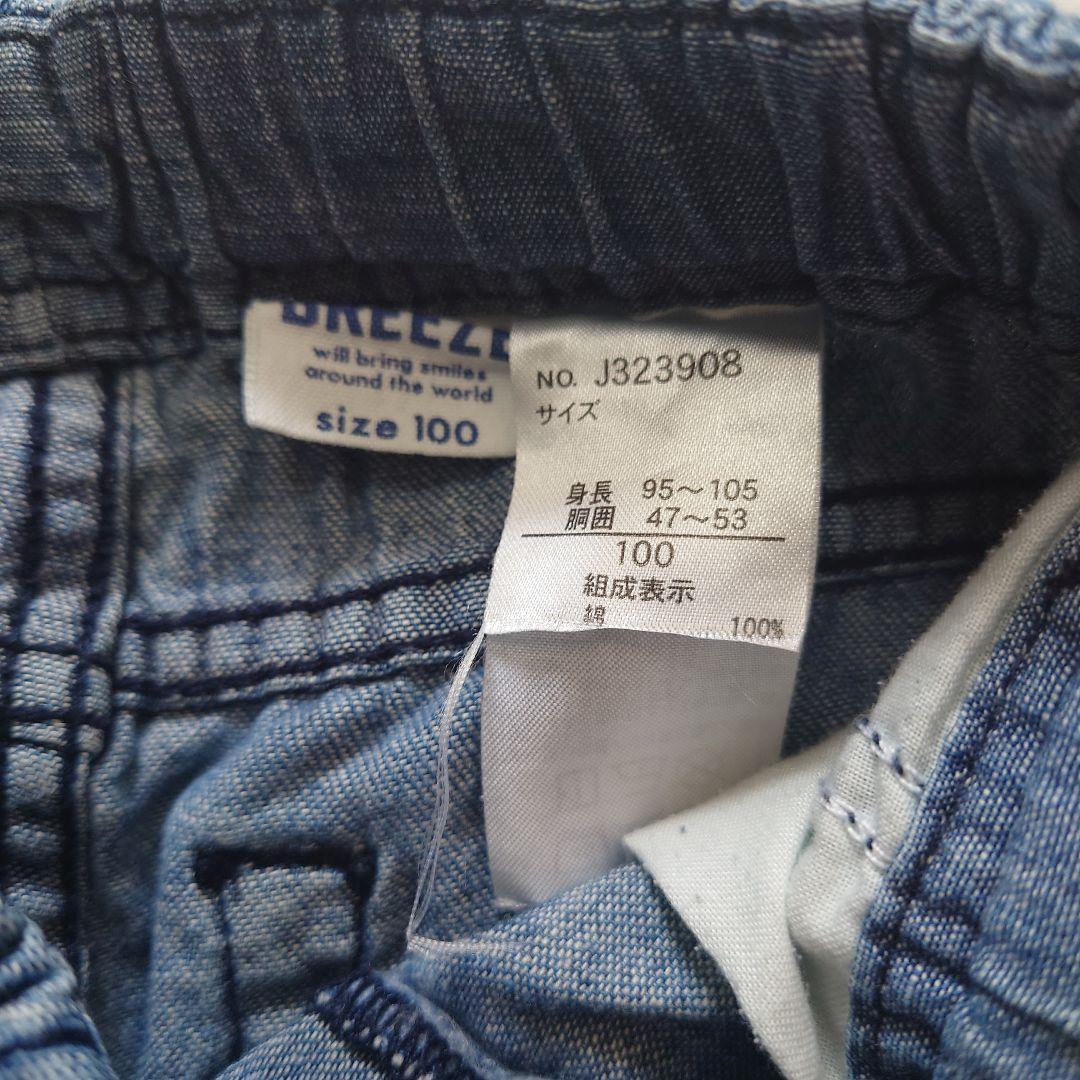 BREEZE
will bring smiles
around the world
size 100
NO. J323908
サイズ
身長 95～105
胴囲 47～53
100
組成表示
綿 100%